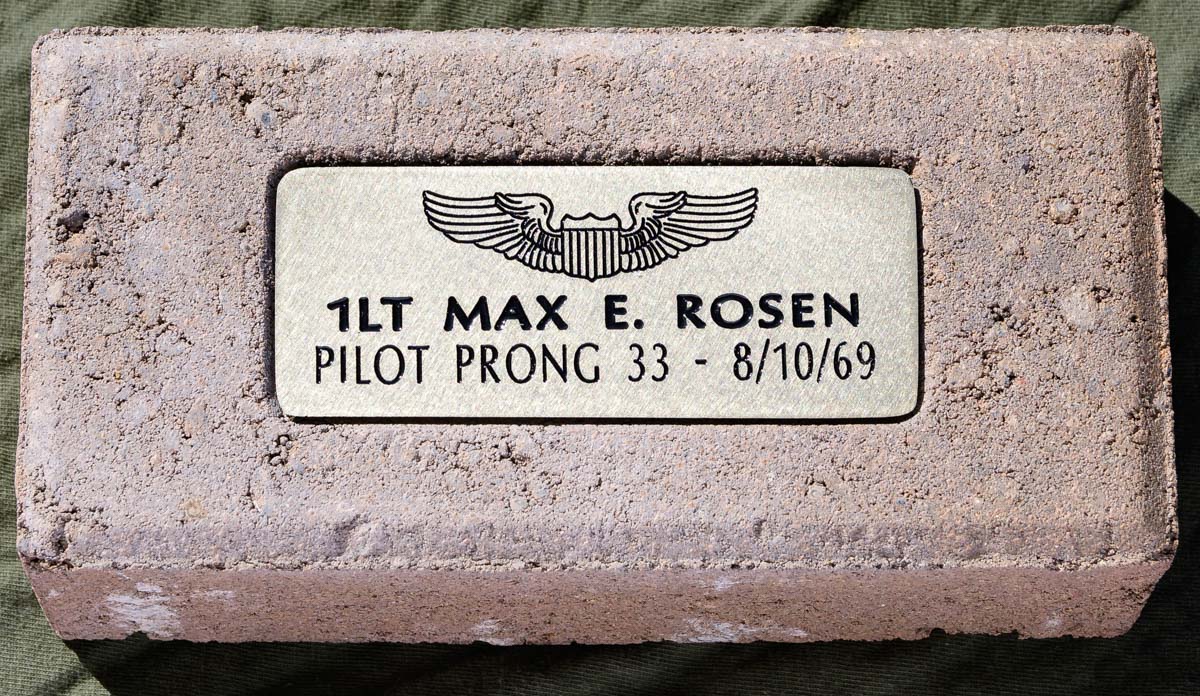 1LT MAX E. ROSEN
PILOT PRONG 33 - 8/10/69